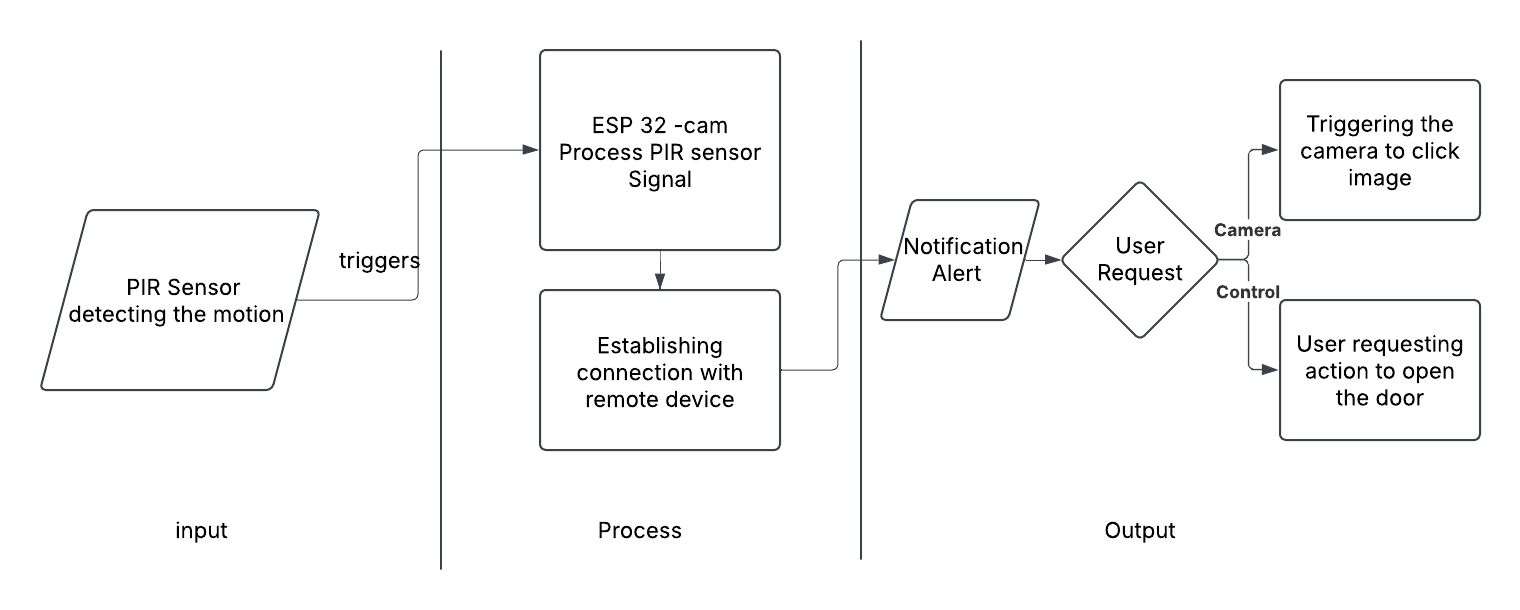 PIR Sensor
detecting the motion
triggers
input
ESP 32 -cam
Process PIR sensor
Signal
Establishing
connection with
remote device
Process
Notification
Alert
User
Request
Camera
Control
Triggering the
camera to click
image
User requesting
action to open
the door
Output